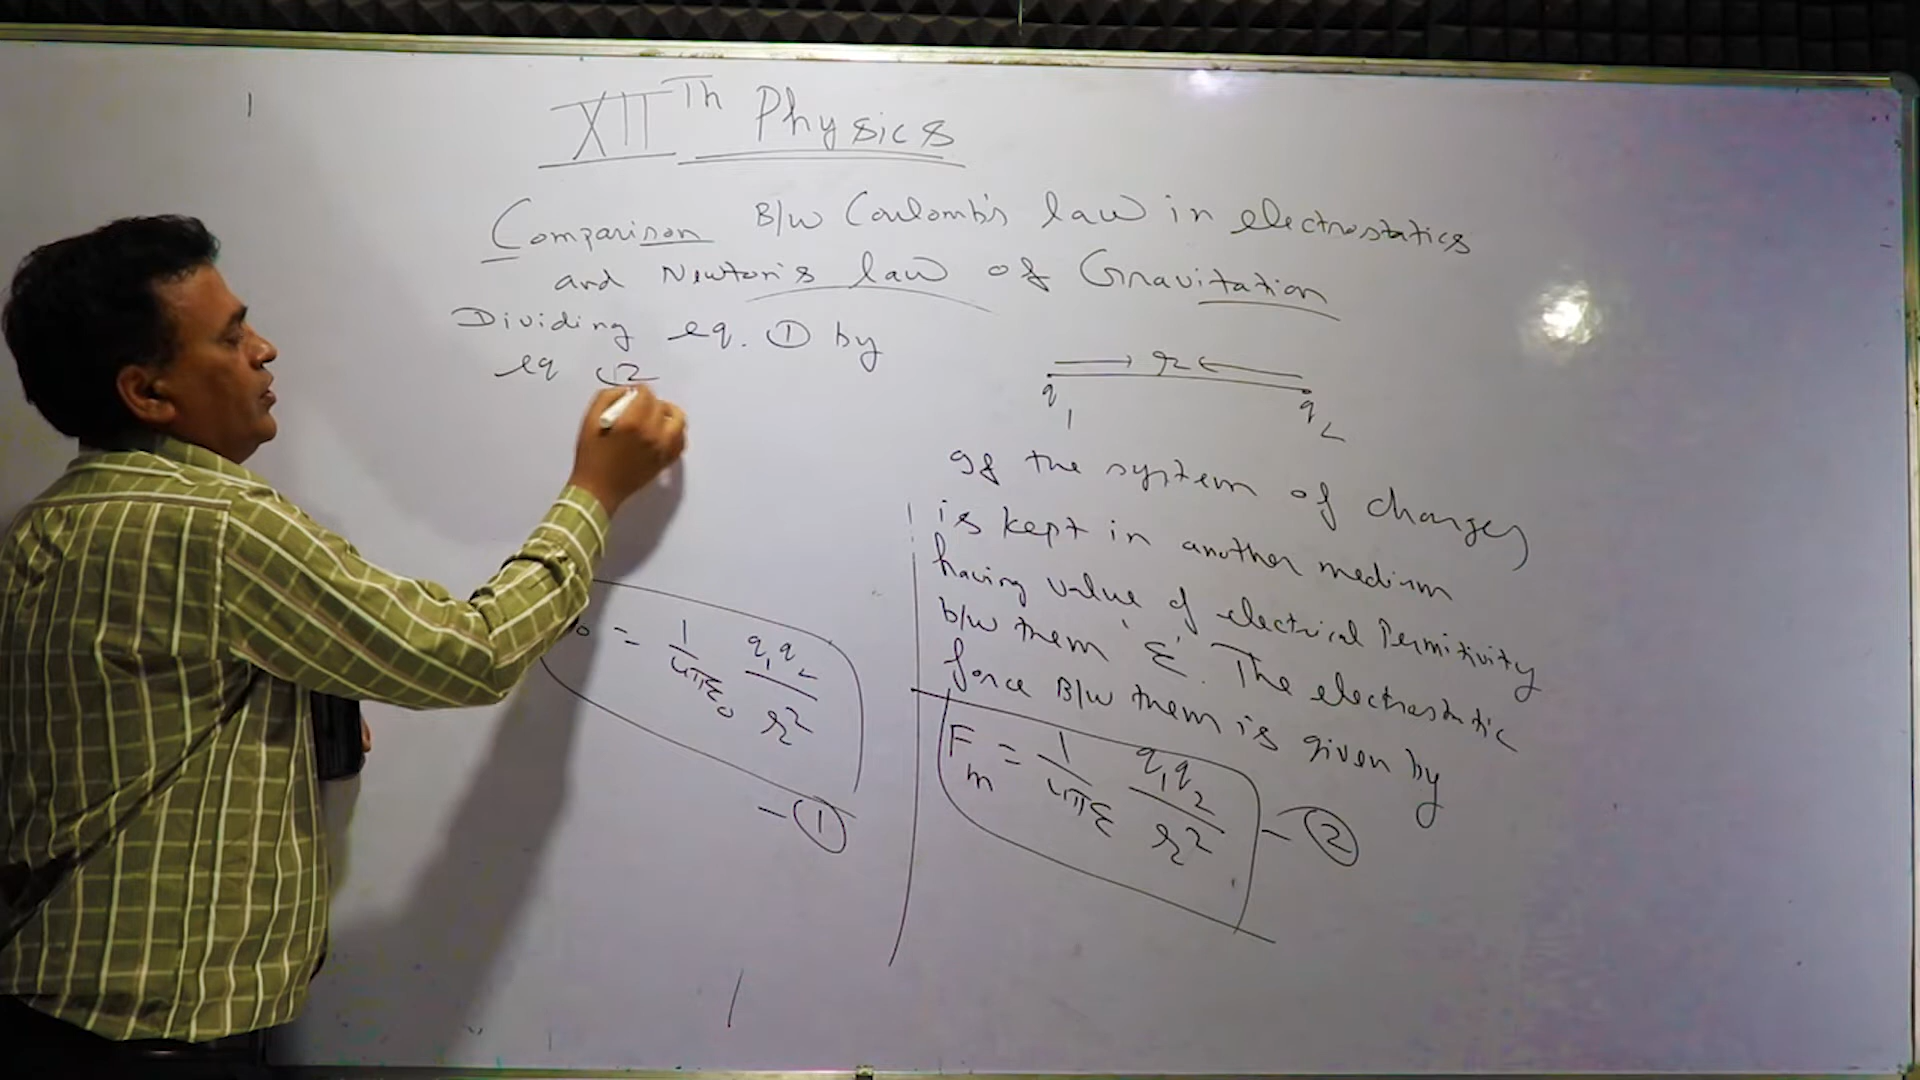 XIIth Physics
Comparison B/w Coulomb's law in electrostatics
and Newton's law of Gravitation
Dividing eq. ① by
eq 2
r
q1 q2
If the system of charges
is kept in another medium
having value of electrical Permitivity
b/w them 'ε'. The electrostatic
force B/w them is given by
= 1/4πε0 q1q2/r² - ①
Fm = 1/4πε q1q2/r² - ②